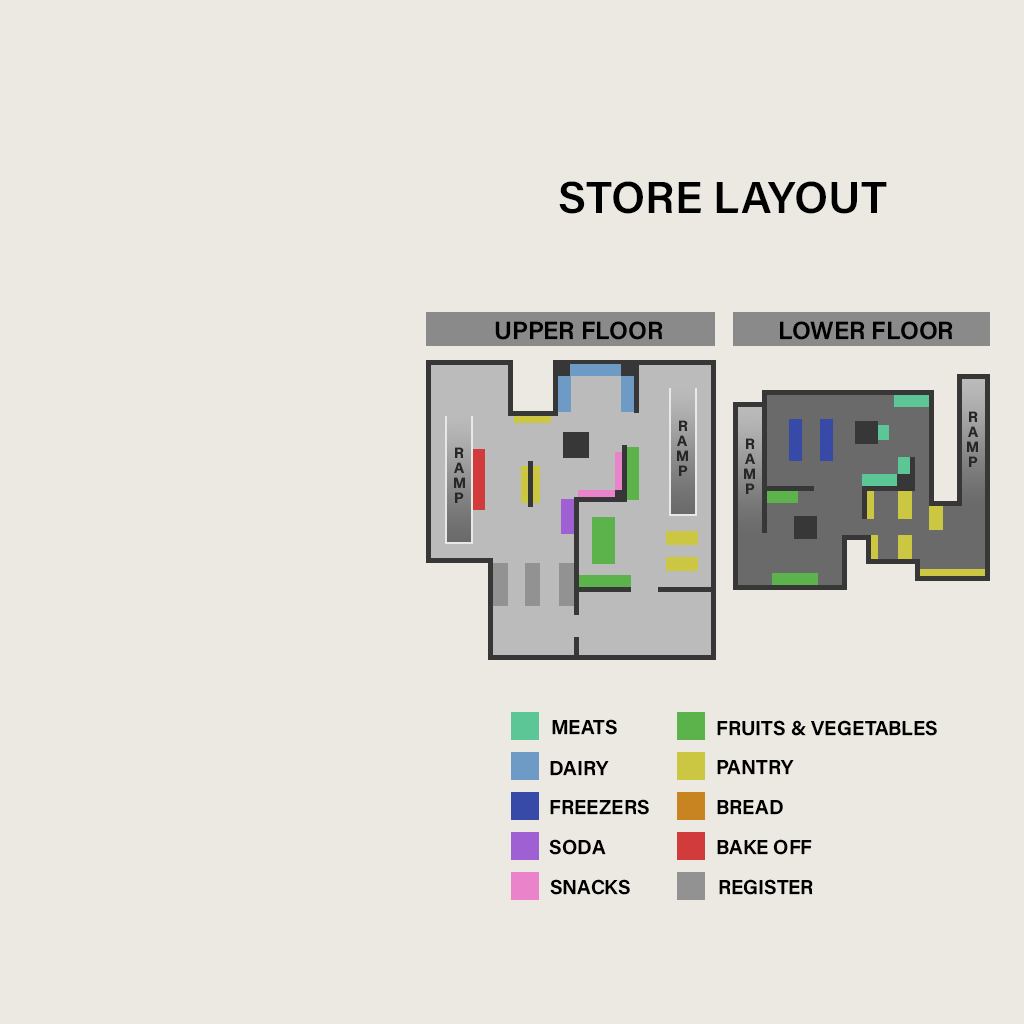 STORE LAYOUT
UPPER FLOOR
LOWER FLOOR
RAMP
RAMP
RAMP
RAMP
MEATS
DAIRY
FREEZERS
SODA
SNACKS
FRUITS & VEGETABLES
PANTRY
BREAD
BAKE OFF
REGISTER